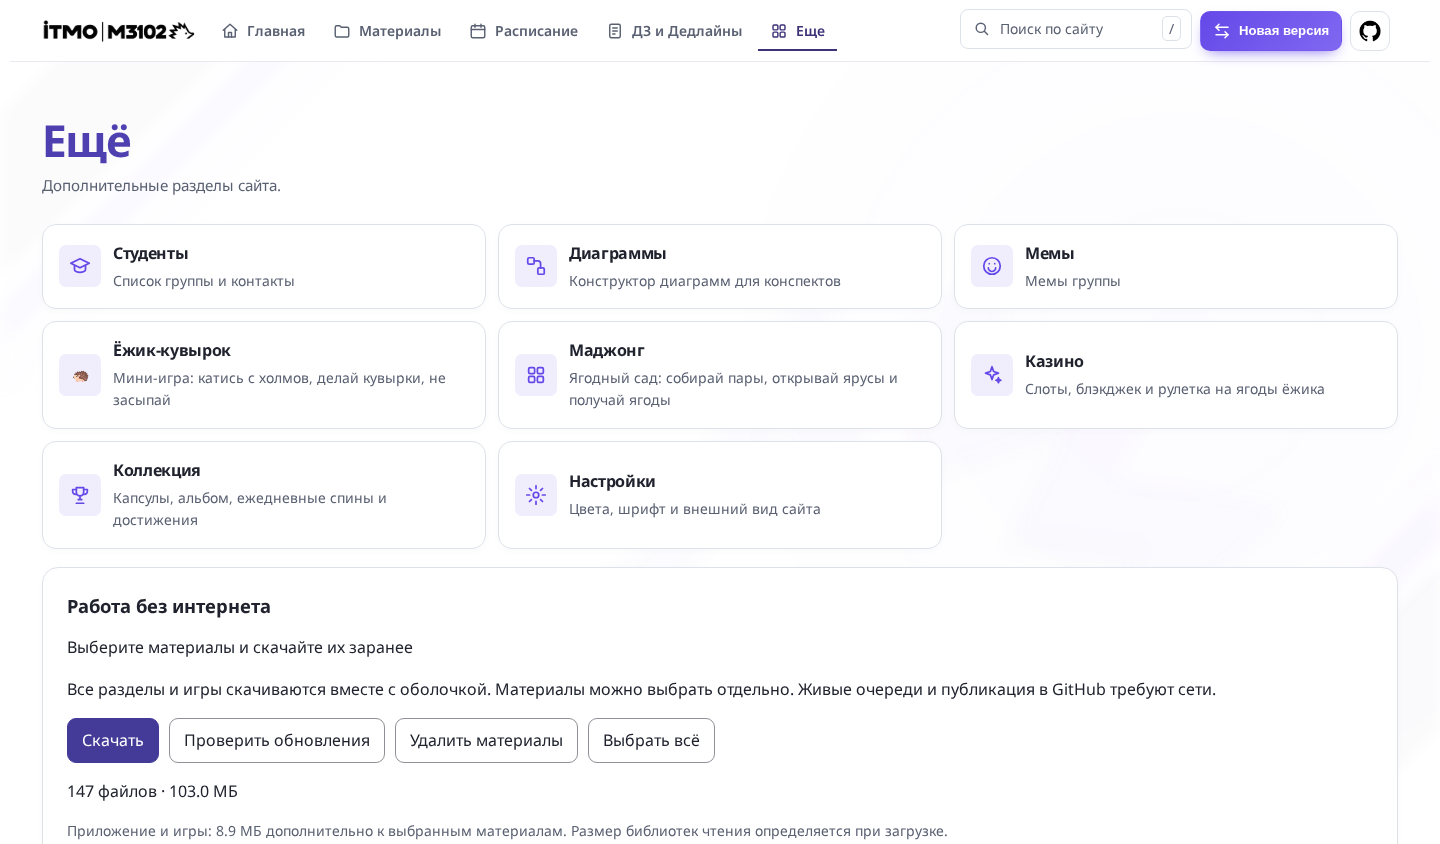 İTMO | M3102
Главная
Материалы
Расписание
ДЗ и Дедлайны
Еще
Поиск по сайту
/
Новая версия
Ещё
Дополнительные разделы сайта.
Студенты
Список группы и контакты
Диаграммы
Конструктор диаграмм для конспектов
Мемы
Мемы группы
Ёжик-кувырок
Мини-игра: катись с холмов, делай кувырки, не
засыпай
Маджонг
Ягодный сад: собирай пары, открывай ярусы и
получай ягоды
Казино
Слоты, блэкджек и рулетка на ягоды ёжика
Коллекция
Капсулы, альбом, ежедневные спины и
достижения
Настройки
Цвета, шрифт и внешний вид сайта
Работа без интернета
Выберите материалы и скачайте их заранее
Все разделы и игры скачиваются вместе с оболочкой. Материалы можно выбрать отдельно. Живые очереди и публикация в GitHub требуют сети.
Скачать
Проверить обновления
Удалить материалы
Выбрать всё
147 файлов · 103.0 МБ
Приложение и игры: 8.9 МБ дополнительно к выбранным материалам. Размер библиотек чтения определяется при загрузке.